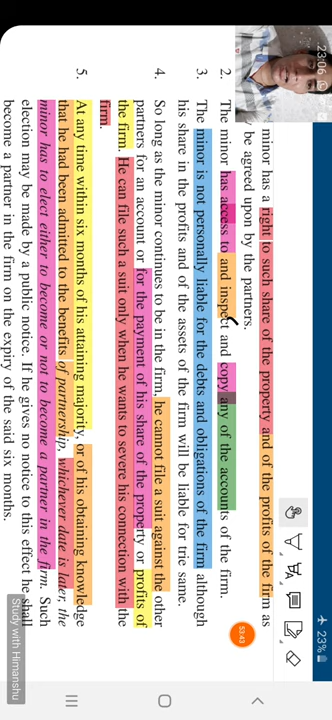 23:06
23%
minor has a right to such share of the property and of the profits of the firm as
be agreed upon by the partners.
2. The minor has access to and inspect and copy any of the accounts of the firm.
3. The minor is not personally liable for the debts and obligations of the firm although
his share in the profits and of the assets of the firm will be liable for trie sane.
4. So long as the minor continues to be in the firm, he cannot file a suit against the other
partners for an account or for the payment of his share of the property or profits of
the firm. He can file such a suit only when he wants to severe his connection with the
firm.
5. At any time within six months of his attaining majority, or of his obtaining knowledge
that he had been admitted to the benefits of partnership, whichever date is later, the
minor has to elect either to become or not to become a partner in the firm. Such
election may be made by a public notice. If he gives no notice to this effect he shall
become a partner in the firm on the expiry of the said six months.
53:43
Study with Himanshu